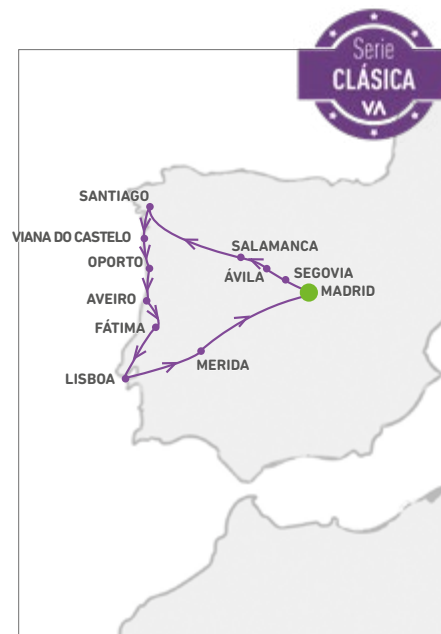 Serie
CLÁSICA
VA
SANTIAGO
VIANA DO CASTELO
SALAMANCA
OPORTO
ÁVILA
SEGOVIA
MADRID
AVEIRO
FÁTIMA
MERIDA
LISBOA